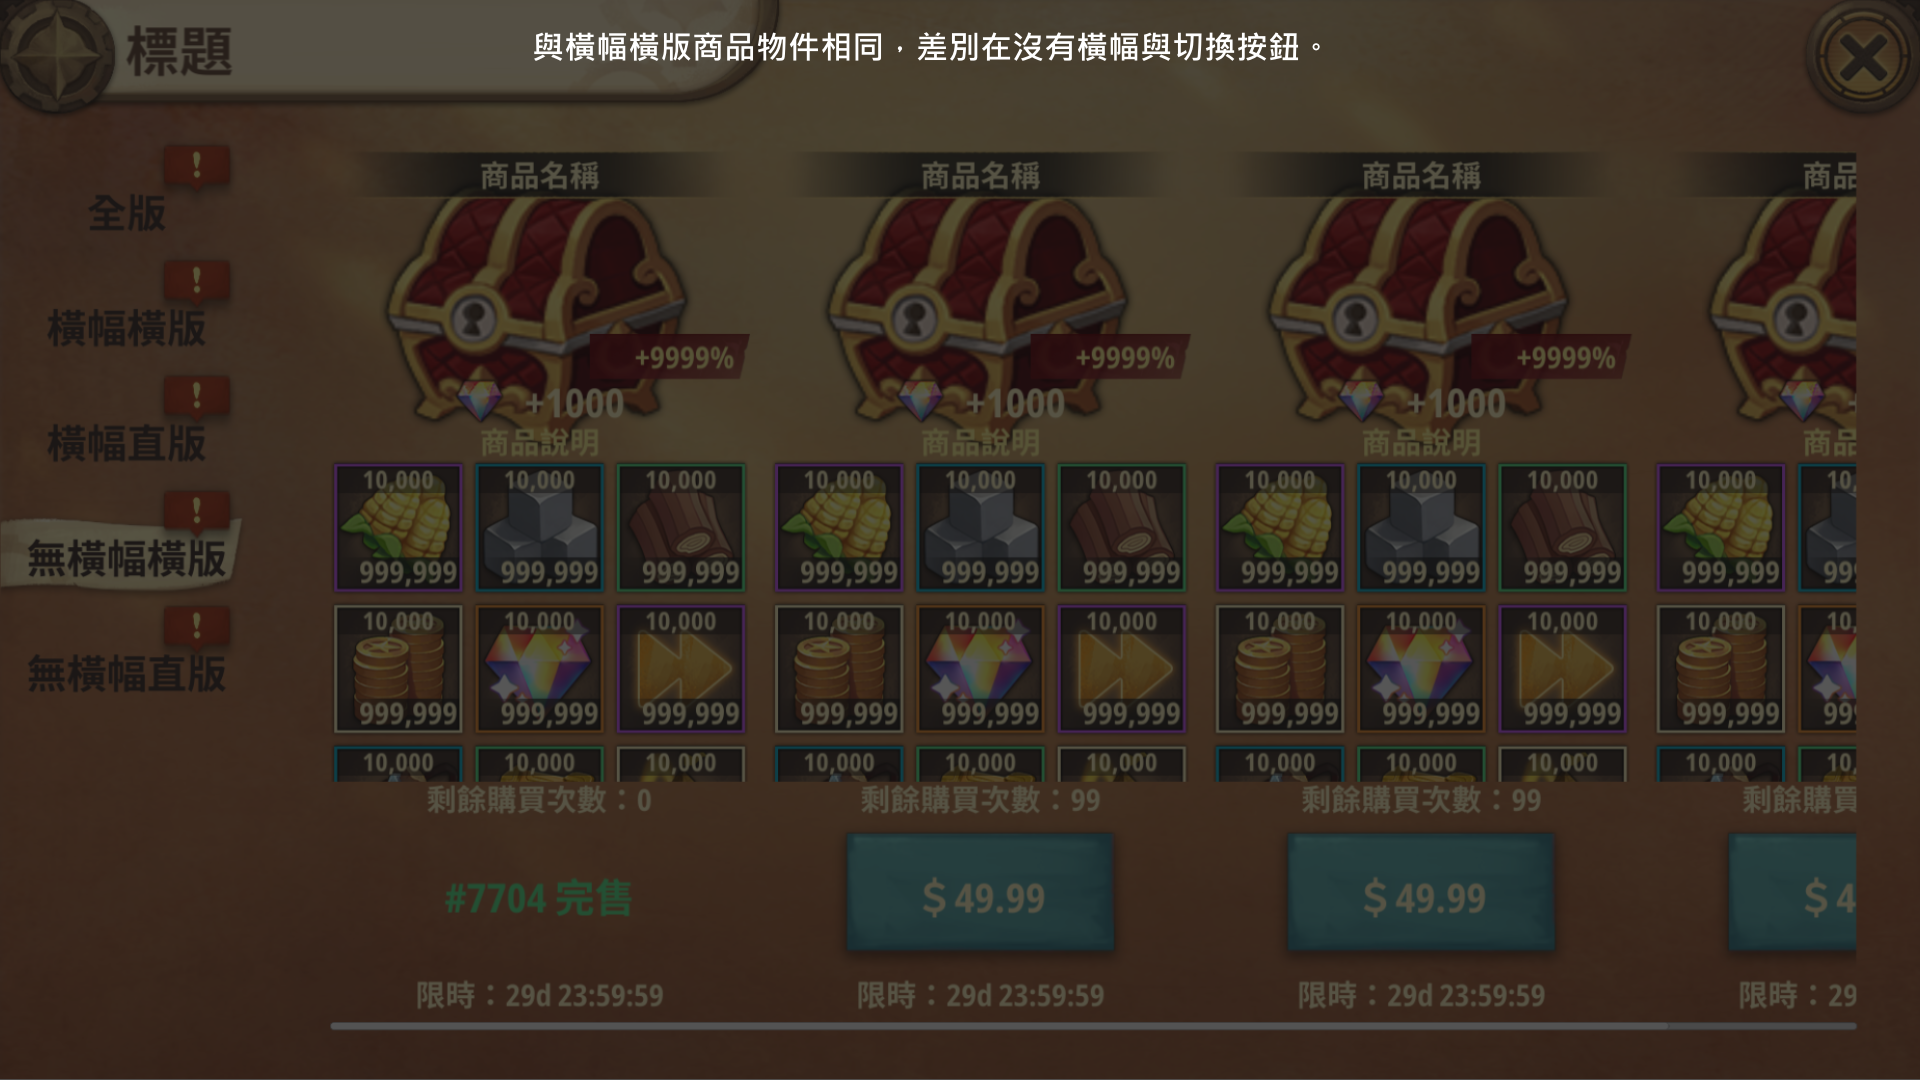 與橫幅橫版商品物件相同，差別在沒有橫幅與切換按鈕。
標題
全版
橫幅橫版
橫幅直版
無橫幅橫版
無橫幅直版
商品名稱
+9999%
+1000
商品說明
10,000 10,000 10,000
999,999 999,999 999,999
10,000 10,000 10,000
999,999 999,999 999,999
10,000 10,000 10,000
剩餘購買次數：0
#7704 完售
限時：29d 23:59:59
商品名稱
+9999%
+1000
商品說明
10,000 10,000 10,000
999,999 999,999 999,999
10,000 10,000 10,000
999,999 999,999 999,999
10,000 10,000 10,000
剩餘購買次數：99
$ 49.99
限時：29d 23:59:59
商品名稱
+9999%
+1000
商品說明
10,000 10,000 10,000
999,999 999,999 999,999
10,000 10,000 10,000
999,999 999,999 999,999
10,000 10,000 10,000
剩餘購買次數：99
$ 49.99
限時：29d 23:59:59
商品
+
商品
10,000 10,
999,999 99
10,000 10,
999,999 99
10,000 10,
剩餘購買
$ 4
限時：29